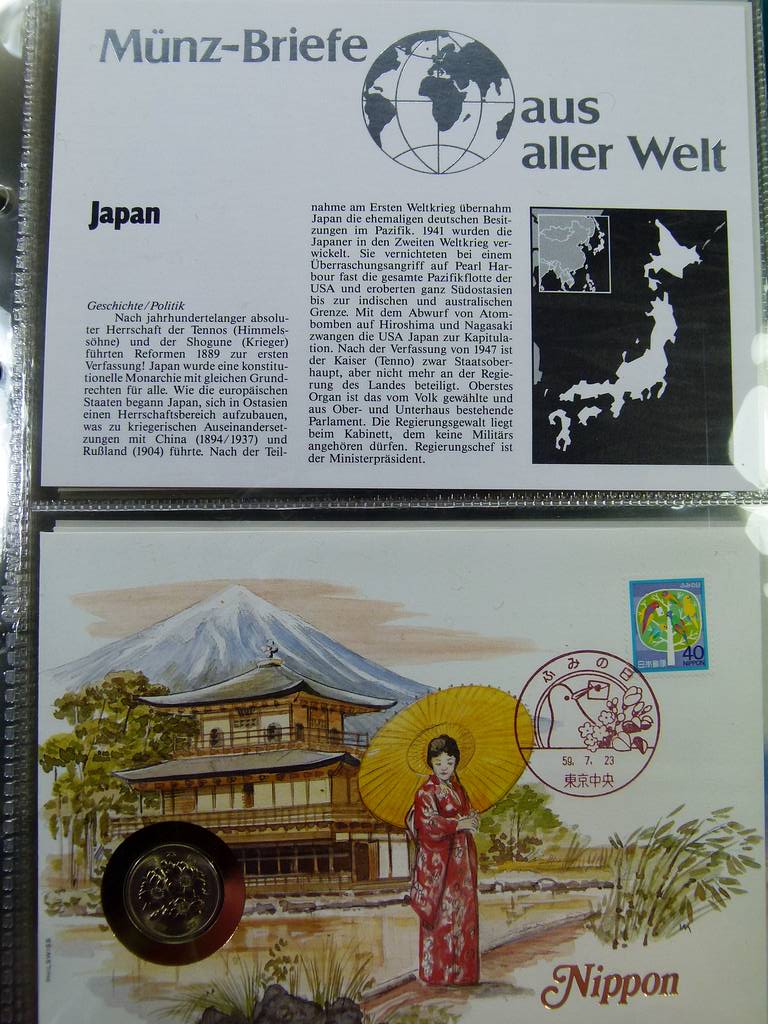 Münz-Briefe
aus
aller Welt
Japan
Geschichte/Politik
Nach jahrhundertelanger absolu-
ter Herrschaft der Tennos (Himmels-
söhne) und der Shogune (Krieger)
führten Reformen 1889 zur ersten
Verfassung! Japan wurde eine konstitu-
tionelle Monarchie mit gleichen Grund-
rechten für alle. Wie die europäischen
Staaten begann Japan, sich in Ostasien
einen Herrschaftsbereich aufzubauen,
was zu kriegerischen Auseinanderset-
zungen mit China (1894/1937) und
Rußland (1904) führte. Nach der Teil-
nahme am Ersten Weltkrieg übernahm
Japan die ehemaligen deutschen Besit-
zungen im Pazifik. 1941 wurden die
Japaner in den Zweiten Weltkrieg ver-
wickelt. Sie vernichteten bei einem
Überraschungsangriff auf Pearl Har-
bour fast die gesamte Pazifikflotte der
USA und eroberten ganz Südostasien
bis zur indischen und australischen
Grenze. Mit dem Abwurf von Atom-
bomben auf Hiroshima und Nagasaki
zwangen die USA Japan zur Kapitula-
tion. Nach der Verfassung von 1947 ist
der Kaiser (Tenno) zwar Staatsober-
haupt, aber nicht mehr an der Regie-
rung des Landes beteiligt. Oberstes
Organ ist das vom Volk gewählte und
aus Ober- und Unterhaus bestehende
Parlament. Die Regierungsgewalt liegt
beim Kabinett, dem keine Militärs
angehören dürfen. Regierungschef ist
der Ministerpräsident.
ふみの日
40
日本郵便 NIPPON
ふみの日
59. 7. 23
東京中央
PHILSWISS
Nippon